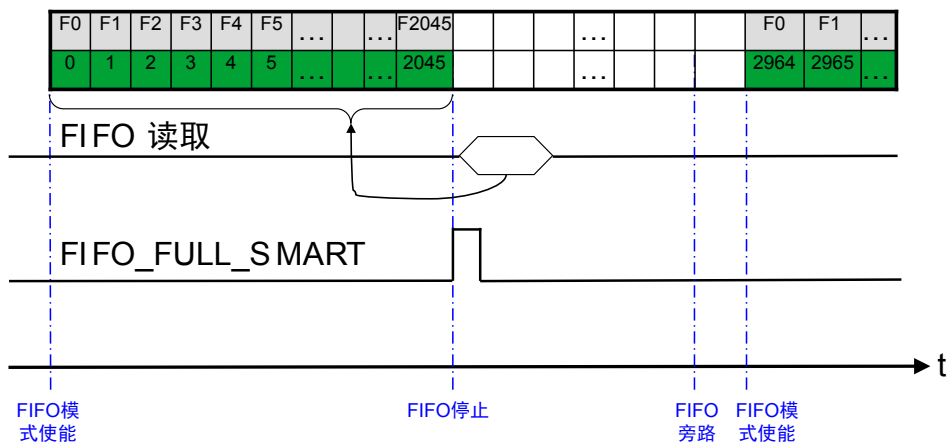 F0 F1 F2 F3 F4 F5 ... ... F2045 ... F0 F1 ...
0 1 2 3 4 5 ... ... 2045 ... 2964 2965 ...
FIFO 读取
FIFO_FULL_SMART
t
FIFO模
式使能
FIFO停止
FIFO
旁路
FIFO模
式使能